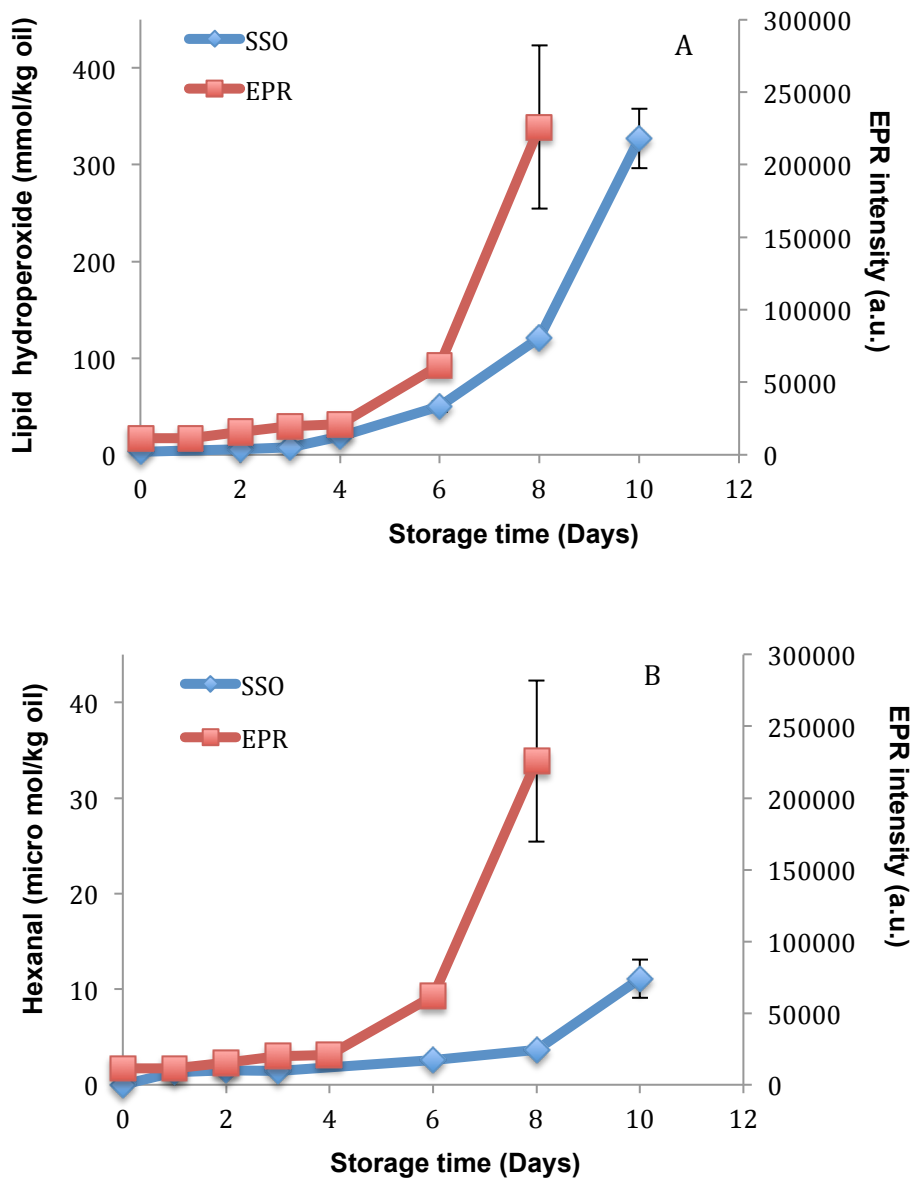 SSO
EPR
A
Lipid hydroperoxide (mmol/kg oil)
400
300
200
100
0
300000
250000
200000
150000
100000
50000
0
EPR intensity (a.u.)
0 2 4 6 8 10 12
Storage time (Days)
SSO
EPR
B
Hexanal (micro mol/kg oil)
40
30
20
10
0
300000
250000
200000
150000
100000
50000
0
EPR intensity (a.u.)
0 2 4 6 8 10 12
Storage time (Days)